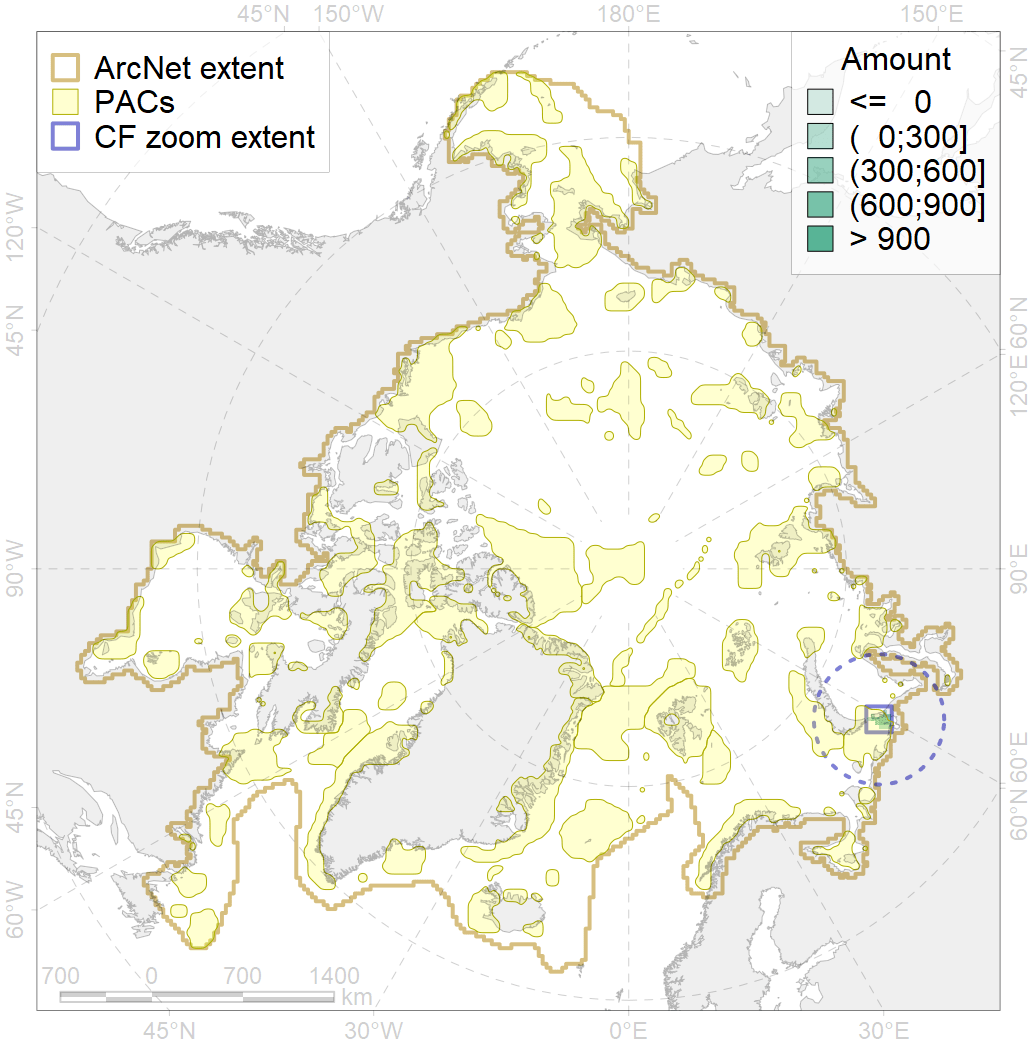 45°N 150°W 180°E 150°E
ArcNet extent
PACs
CF zoom extent
Amount
<= 0
( 0;300]
(300;600]
(600;900]
> 900
45°N
120°W
60°N
45°N
120°E
90°W
90°E
60°E
45°N
60°N
60°W
700 0 700 1400
km
45°N 30°W 0°E 30°E